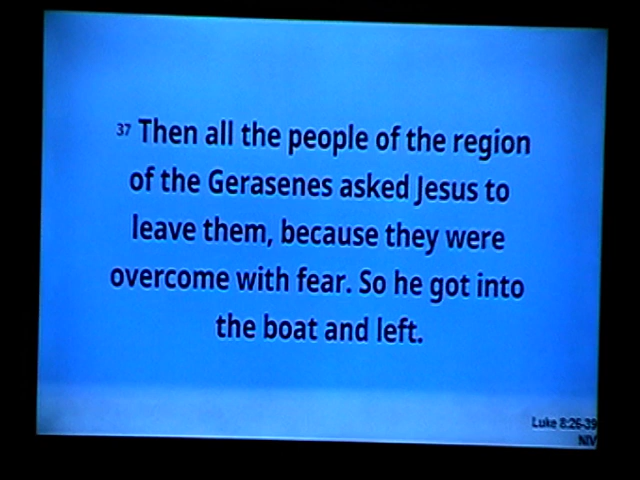 37 Then all the people of the region
of the Gerasenes asked Jesus to
leave them, because they were
overcome with fear. So he got into
the boat and left.
Luke 8:26-39
NIV